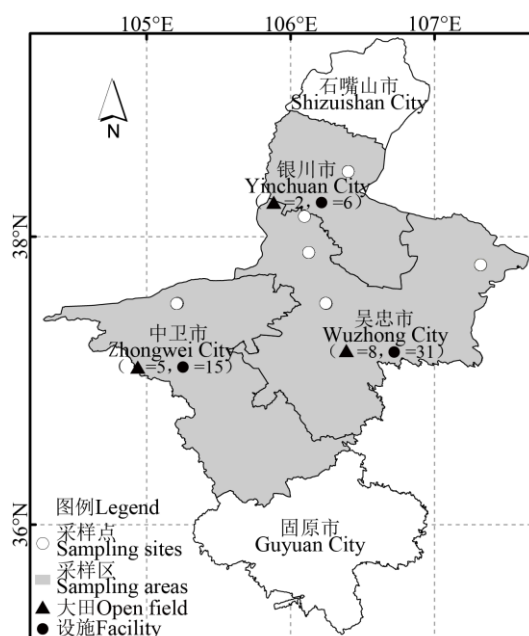 105°E 106°E 107°E
石嘴山市
Shizuishan City
N
银川市
Yinchuan City
(▲=2, ●=6)
38°N
吴忠市
Wuzhong City
(▲=8, ●=31)
中卫市
Zhongwei City
(▲=5, ●=15)
36°N
固原市
Guyuan City
图例Legend
采样点
Sampling sites
采样区
Sampling areas
大田Open field
设施Facility